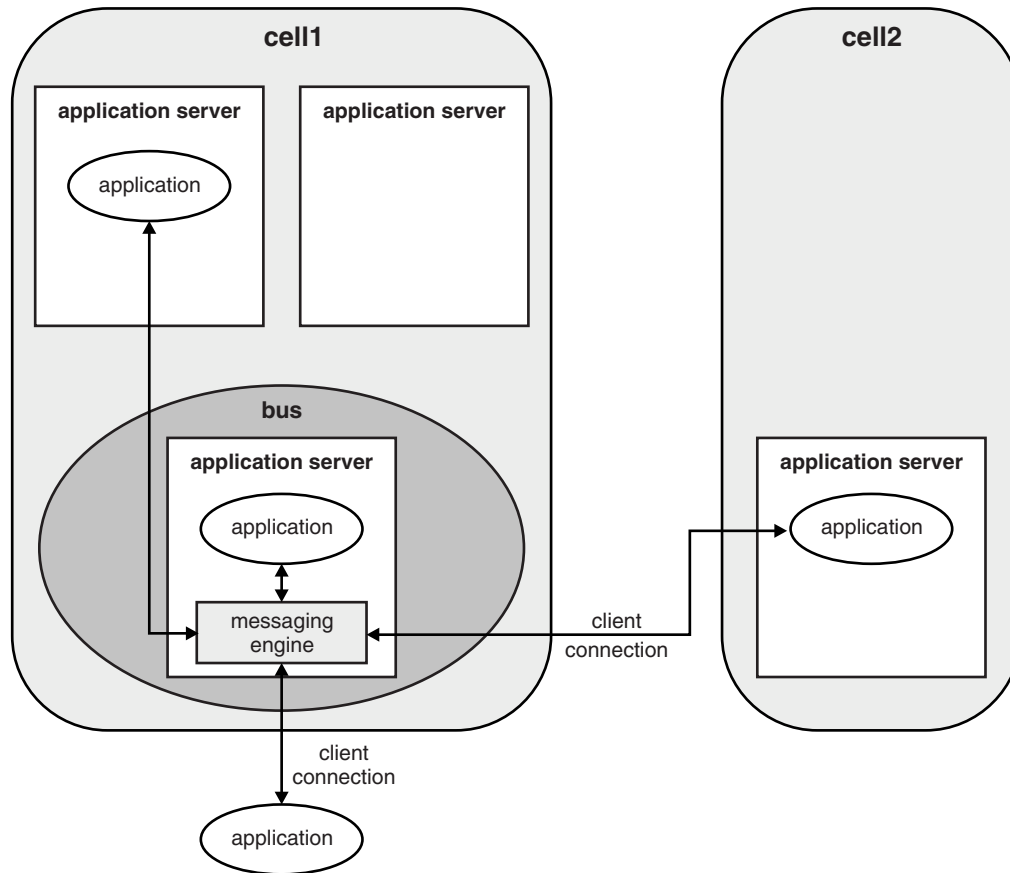 cell1
cell2
application server
application server
application
bus
application server
application server
application
application
messaging
engine
client
connection
client
connection
application